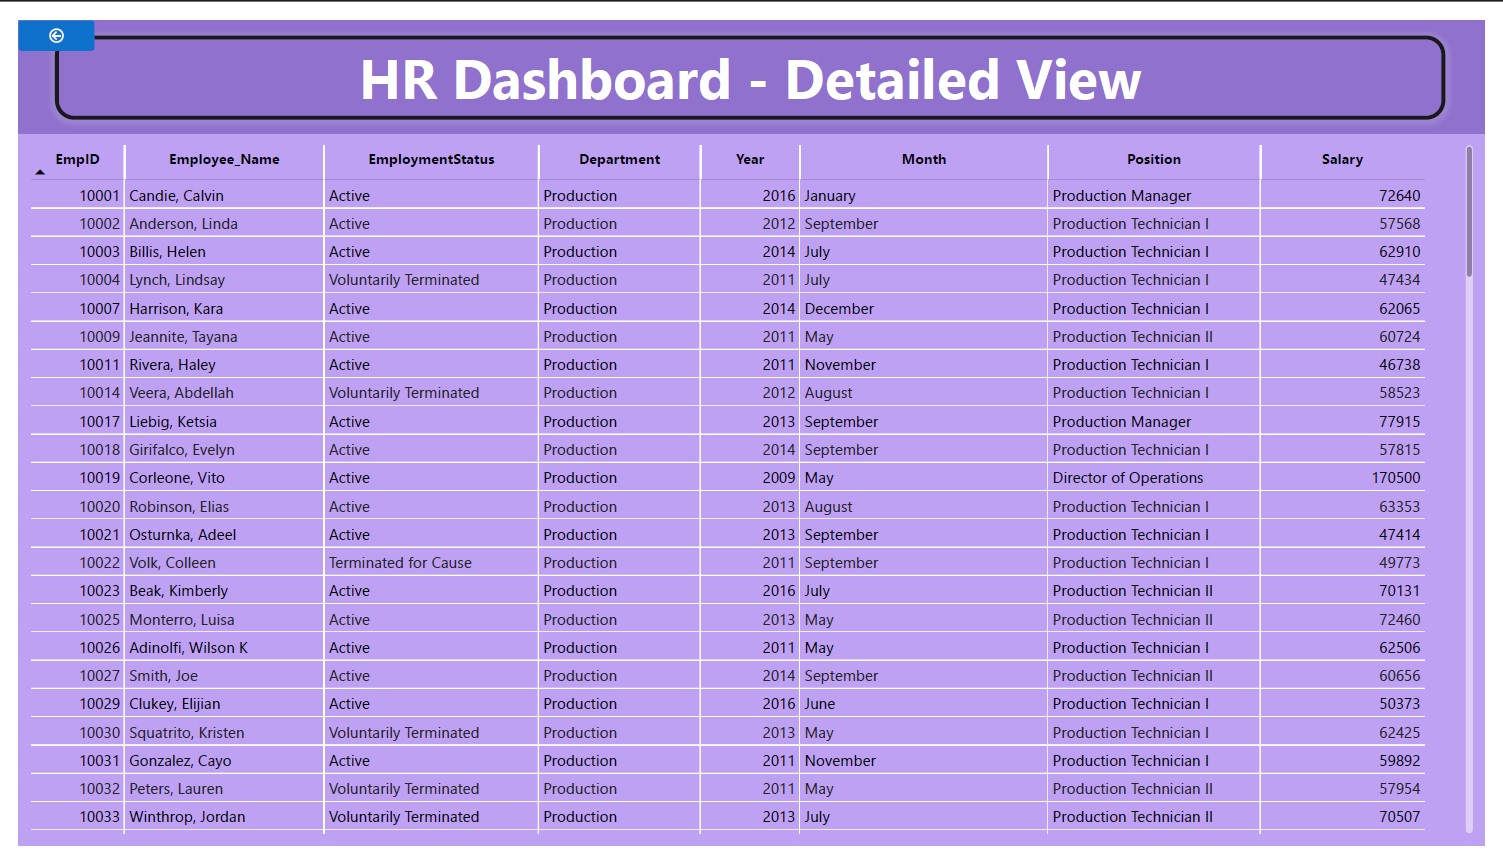 HR Dashboard - Detailed View
EmpID Employee_Name EmploymentStatus Department Year Month Position Salary
10001 Candie, Calvin Active Production 2016 January Production Manager 72640
10002 Anderson, Linda Active Production 2012 September Production Technician I 57568
10003 Billis, Helen Active Production 2014 July Production Technician I 62910
10004 Lynch, Lindsay Voluntarily Terminated Production 2011 July Production Technician I 47434
10007 Harrison, Kara Active Production 2014 December Production Technician I 62065
10009 Jeannite, Tayana Active Production 2011 May Production Technician II 60724
10011 Rivera, Haley Active Production 2011 November Production Technician I 46738
10014 Veera, Abdellah Voluntarily Terminated Production 2012 August Production Technician I 58523
10017 Liebig, Ketsia Active Production 2013 September Production Manager 77915
10018 Girifalco, Evelyn Active Production 2014 September Production Technician I 57815
10019 Corleone, Vito Active Production 2009 May Director of Operations 170500
10020 Robinson, Elias Active Production 2013 August Production Technician I 63353
10021 Osturnka, Adeel Active Production 2013 September Production Technician I 47414
10022 Volk, Colleen Terminated for Cause Production 2011 September Production Technician I 49773
10023 Beak, Kimberly Active Production 2016 July Production Technician II 70131
10025 Monterro, Luisa Active Production 2013 May Production Technician II 72460
10026 Adinolfi, Wilson K Active Production 2011 May Production Technician I 62506
10027 Smith, Joe Active Production 2014 September Production Technician II 60656
10029 Clukey, Elijian Active Production 2016 June Production Technician I 50373
10030 Squatrito, Kristen Voluntarily Terminated Production 2013 May Production Technician I 62425
10031 Gonzalez, Cayo Active Production 2011 November Production Technician I 59892
10032 Peters, Lauren Voluntarily Terminated Production 2011 May Production Technician II 57954
10033 Winthrop, Jordan Voluntarily Terminated Production 2013 July Production Technician II 70507